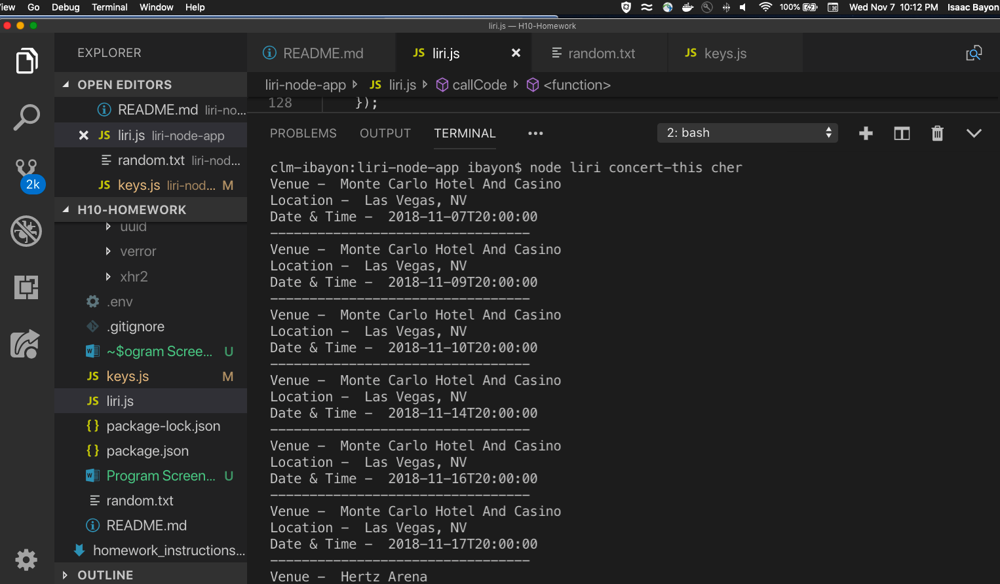 iew Go Debug Terminal Window Help 100% Wed Nov 7 10:12 PM Isaac Bayon
liri.js — H10-Homework
EXPLORER
README.md JS liri.js random.txt JS keys.js
OPEN EDITORS
liri-node-app JS liri.js callCode <function>
128 });
README.md liri-no...
JS liri.js liri-node-app
random.txt liri-nod...
JS keys.js liri-nod... M
2k
H10-HOMEWORK
uuid
verror
xhr2
.env
.gitignore
W ~$ogram Scree... U
JS keys.js M
JS liri.js
{} package-lock.json
{} package.json
W Program Screen... U
random.txt
README.md
homework_instructions...
OUTLINE
PROBLEMS OUTPUT TERMINAL ••• 2: bash
clm-ibayon:liri-node-app ibayon$ node liri concert-this cher
Venue -  Monte Carlo Hotel And Casino
Location -  Las Vegas, NV
Date & Time -  2018-11-07T20:00:00
---------------------------------
Venue -  Monte Carlo Hotel And Casino
Location -  Las Vegas, NV
Date & Time -  2018-11-09T20:00:00
---------------------------------
Venue -  Monte Carlo Hotel And Casino
Location -  Las Vegas, NV
Date & Time -  2018-11-10T20:00:00
---------------------------------
Venue -  Monte Carlo Hotel And Casino
Location -  Las Vegas, NV
Date & Time -  2018-11-14T20:00:00
---------------------------------
Venue -  Monte Carlo Hotel And Casino
Location -  Las Vegas, NV
Date & Time -  2018-11-16T20:00:00
---------------------------------
Venue -  Monte Carlo Hotel And Casino
Location -  Las Vegas, NV
Date & Time -  2018-11-17T20:00:00
---------------------------------
Venue -  Hertz Arena